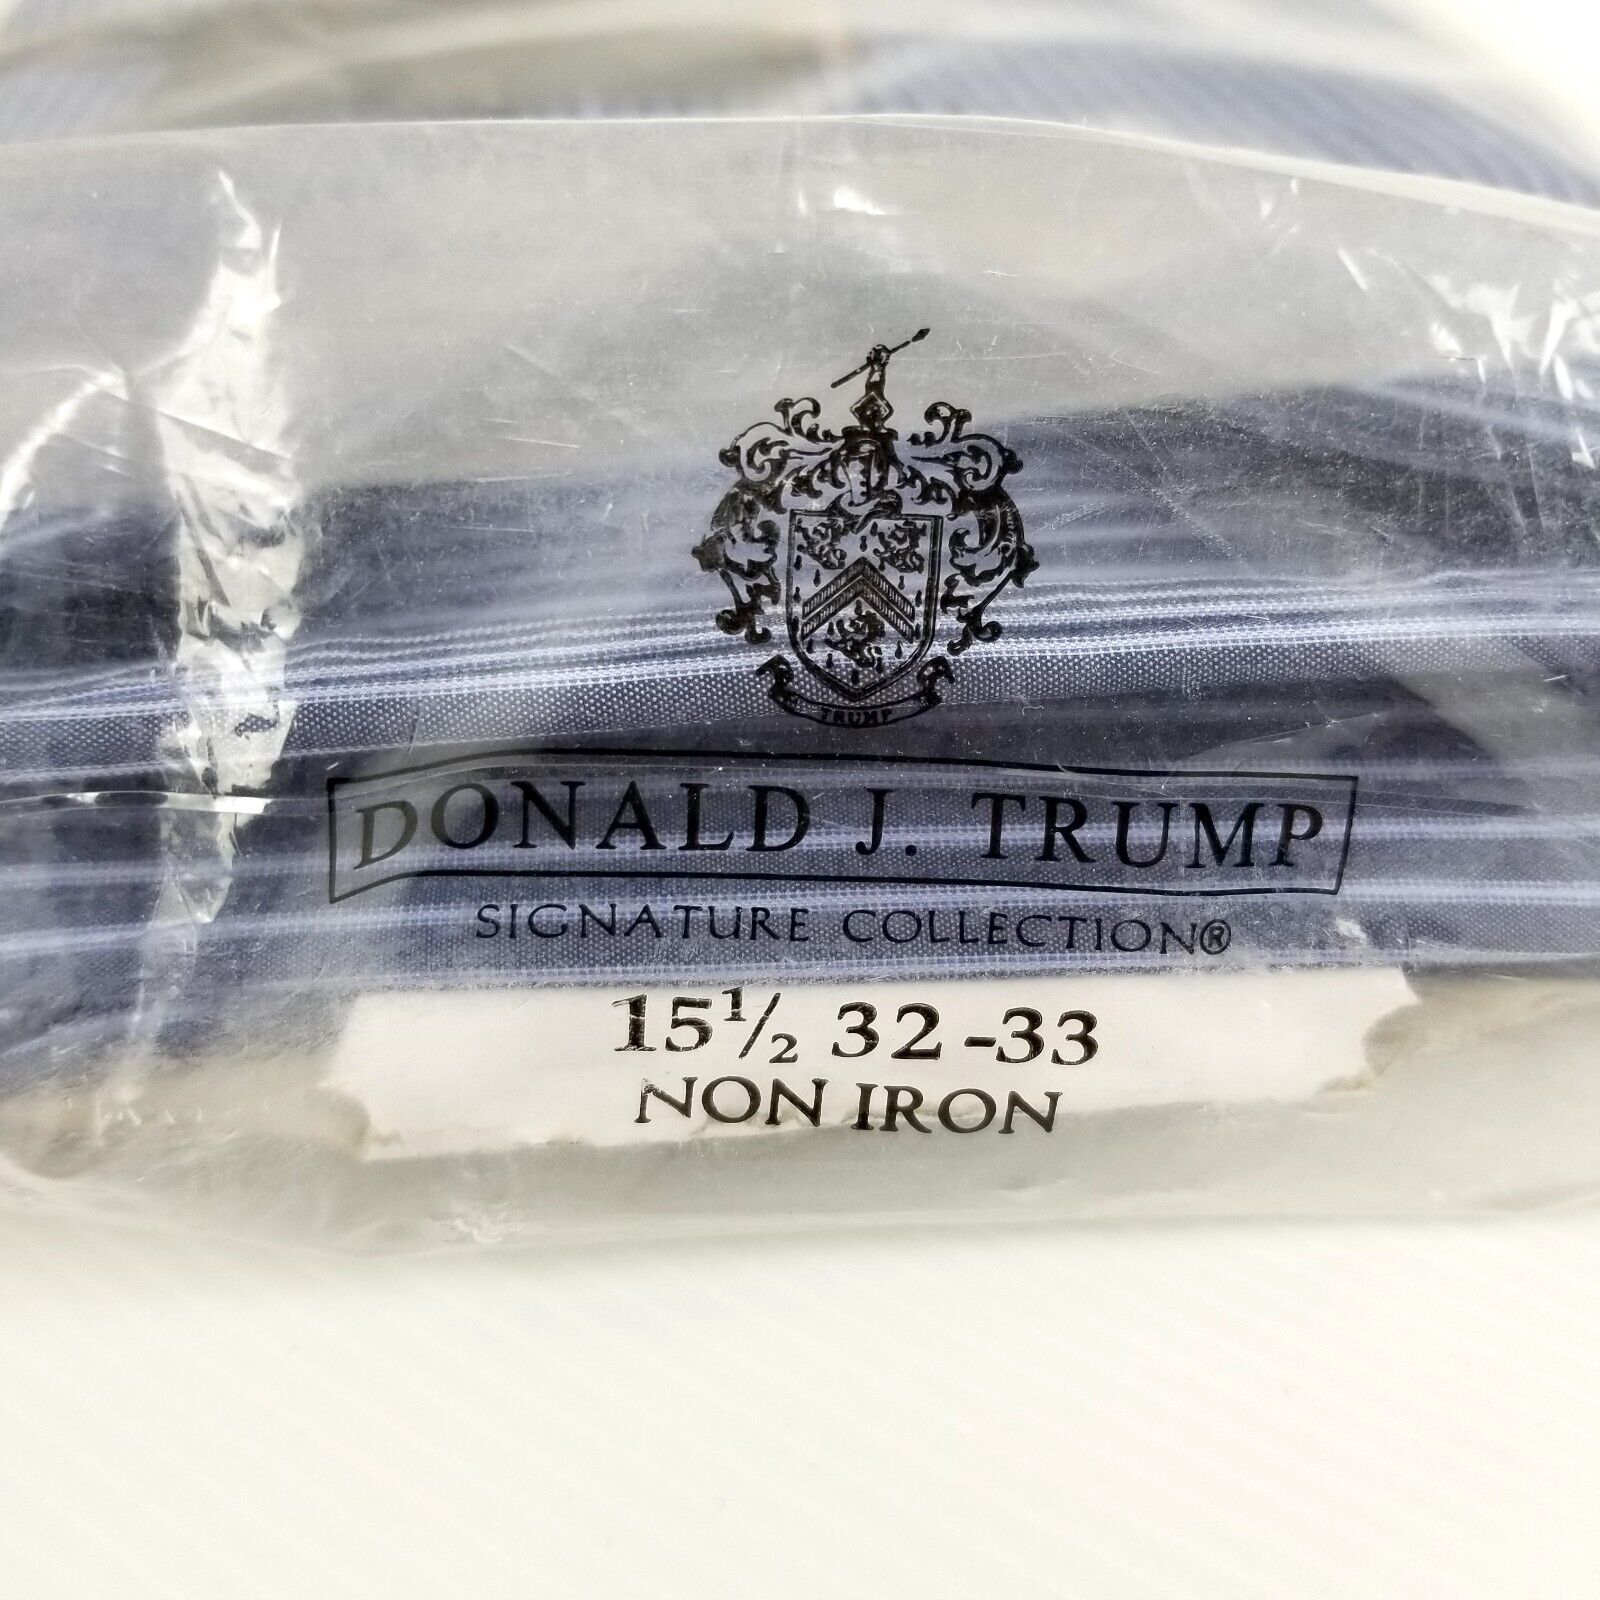 TRUMP
DONALD J. TRUMP
SIGNATURE COLLECTION®
15½ 32-33
NON IRON